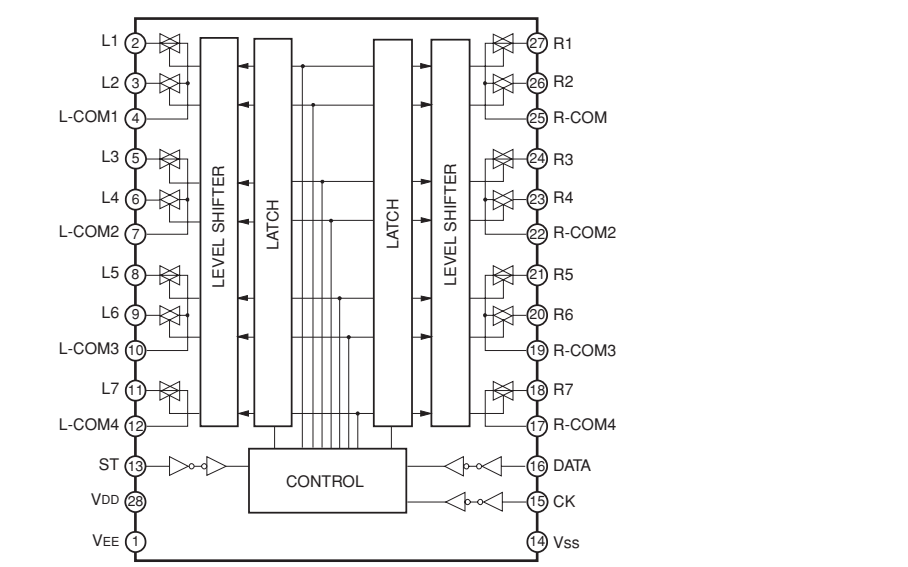 L1 2 27 R1
L2 3 26 R2
L-COM1 4 25 R-COM
L3 5 24 R3
L4 6 23 R4
L-COM2 7 22 R-COM2
L5 8 21 R5
L6 9 20 R6
L-COM3 10 19 R-COM3
L7 11 18 R7
L-COM4 12 17 R-COM4
ST 13 16 DATA
VDD 28 15 CK
VEE 1 14 Vss
LEVEL SHIFTER
LATCH
LATCH
LEVEL SHIFTER
CONTROL